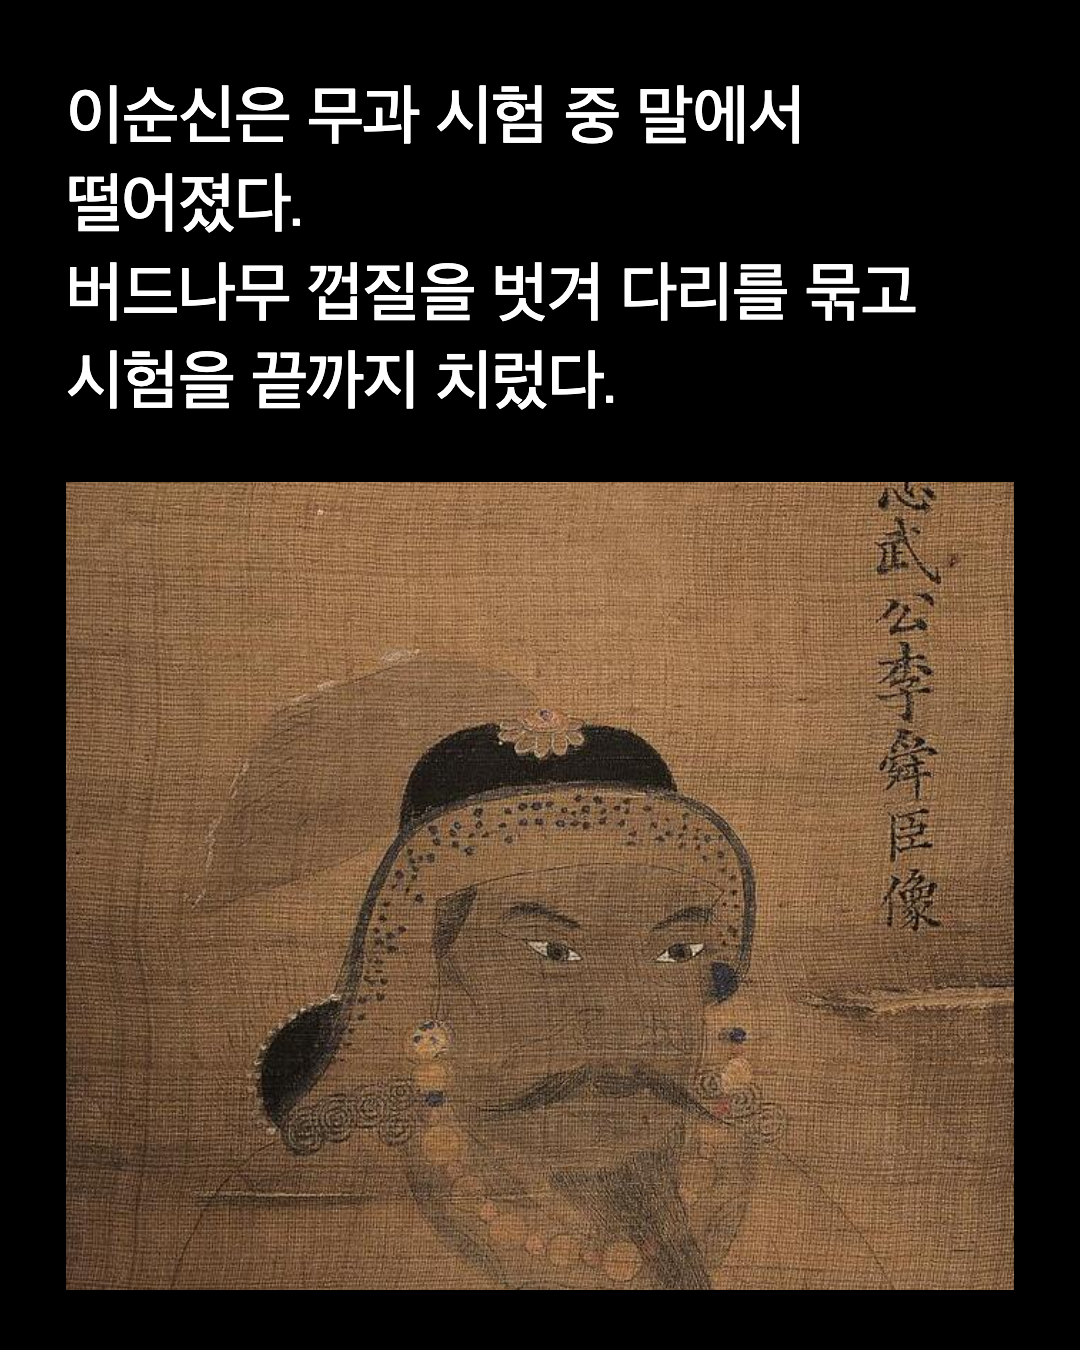 이순신은 무과 시험 중 말에서
떨어졌다.
버드나무 껍질을 벗겨 다리를 묶고
시험을 끝까지 치렀다.
忠武公李舜臣像